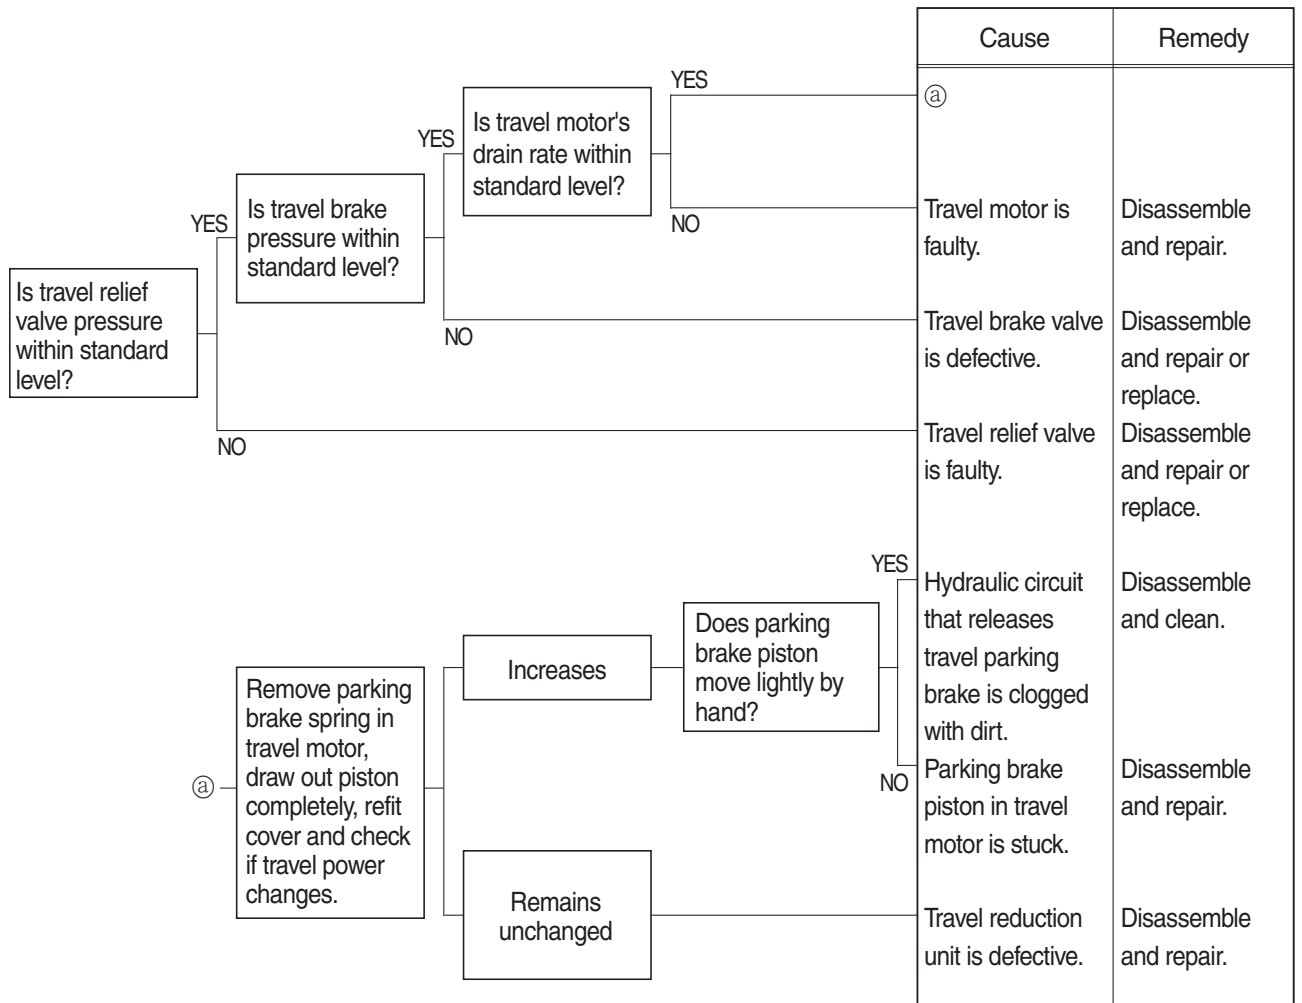 Cause
Remedy
YES
ⓐ
Is travel motor's
drain rate within
standard level?
YES
NO
Travel motor is
faulty.
Disassemble
and repair.
Is travel brake
pressure within
standard level?
YES
NO
Travel brake valve
is defective.
Disassemble
and repair or
replace.
Is travel relief
valve pressure
within standard
level?
NO
Travel relief valve
is faulty.
Disassemble
and repair or
replace.
ⓐ
Remove parking
brake spring in
travel motor,
draw out piston
completely, refit
cover and check
if travel power
changes.
Increases
Does parking
brake piston
move lightly by
hand?
YES
Hydraulic circuit
that releases
travel parking
brake is clogged
with dirt.
Disassemble
and clean.
NO
Parking brake
piston in travel
motor is stuck.
Disassemble
and repair.
Remains
unchanged
Travel reduction
unit is defective.
Disassemble
and repair.